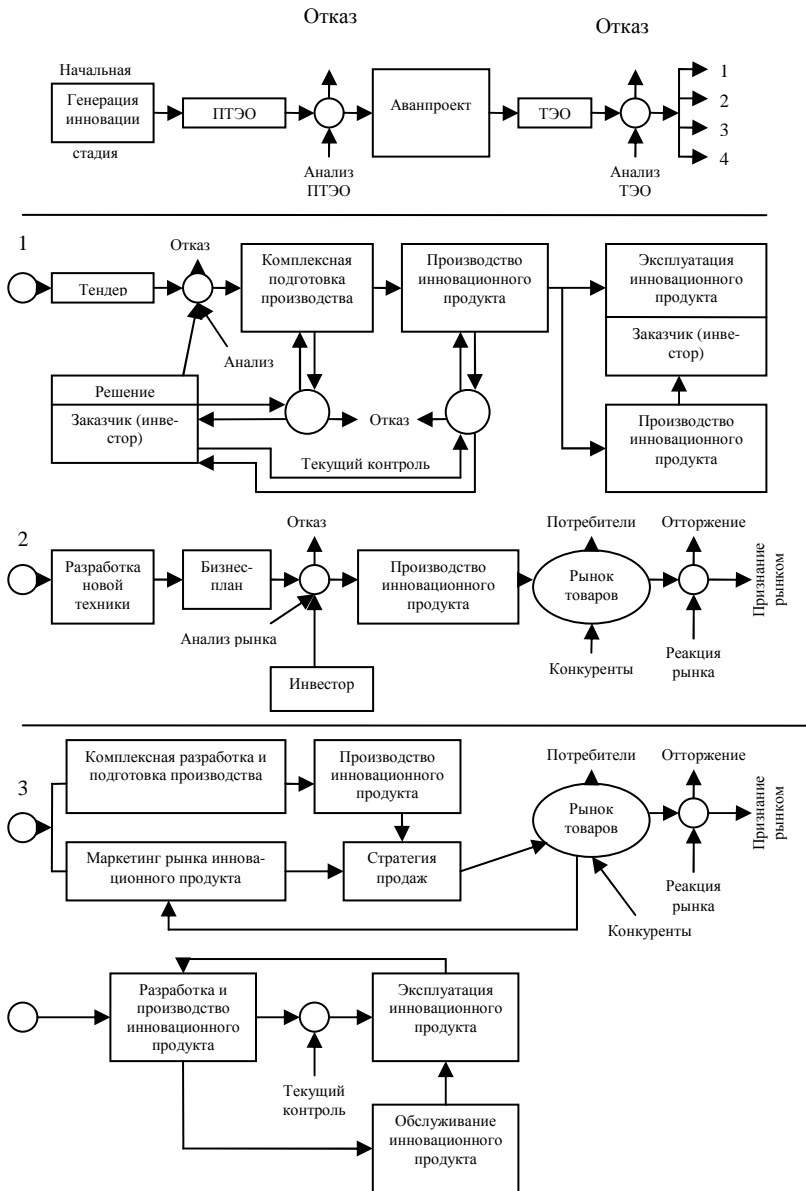 Отказ
Отказ
Начальная
Генерация
инновации
стадия
ПТЭО
Анализ
ПТЭО
Аванпроект
ТЭО
Анализ
ТЭО
1
2
3
4
1
Тендер
Отказ
Анализ
Комплексная
подготовка
производства
Производство
инновационного
продукта
Эксплуатация
инновационного
продукта
Заказчик (инве-
стор)
Решение
Заказчик (инве-
стор)
Отказ
Текущий контроль
Производство
инновационного
продукта
2
Разработка
новой
техники
Бизнес-
план
Отказ
Анализ рынка
Инвестор
Производство
инновационного
продукта
Потребители
Рынок
товаров
Конкуренты
Отторжение
Реакция
рынка
Признание
рынком
3
Комплексная разработка и
подготовка производства
Производство
инновационного
продукта
Маркетинг рынка иннова-
ционного продукта
Стратегия
продаж
Потребители
Рынок
товаров
Конкуренты
Отторжение
Реакция
рынка
Признание
рынком
Разработка и
производство
инновационного
продукта
Текущий
контроль
Эксплуатация
инновационного
продукта
Обслуживание
инновационного
продукта